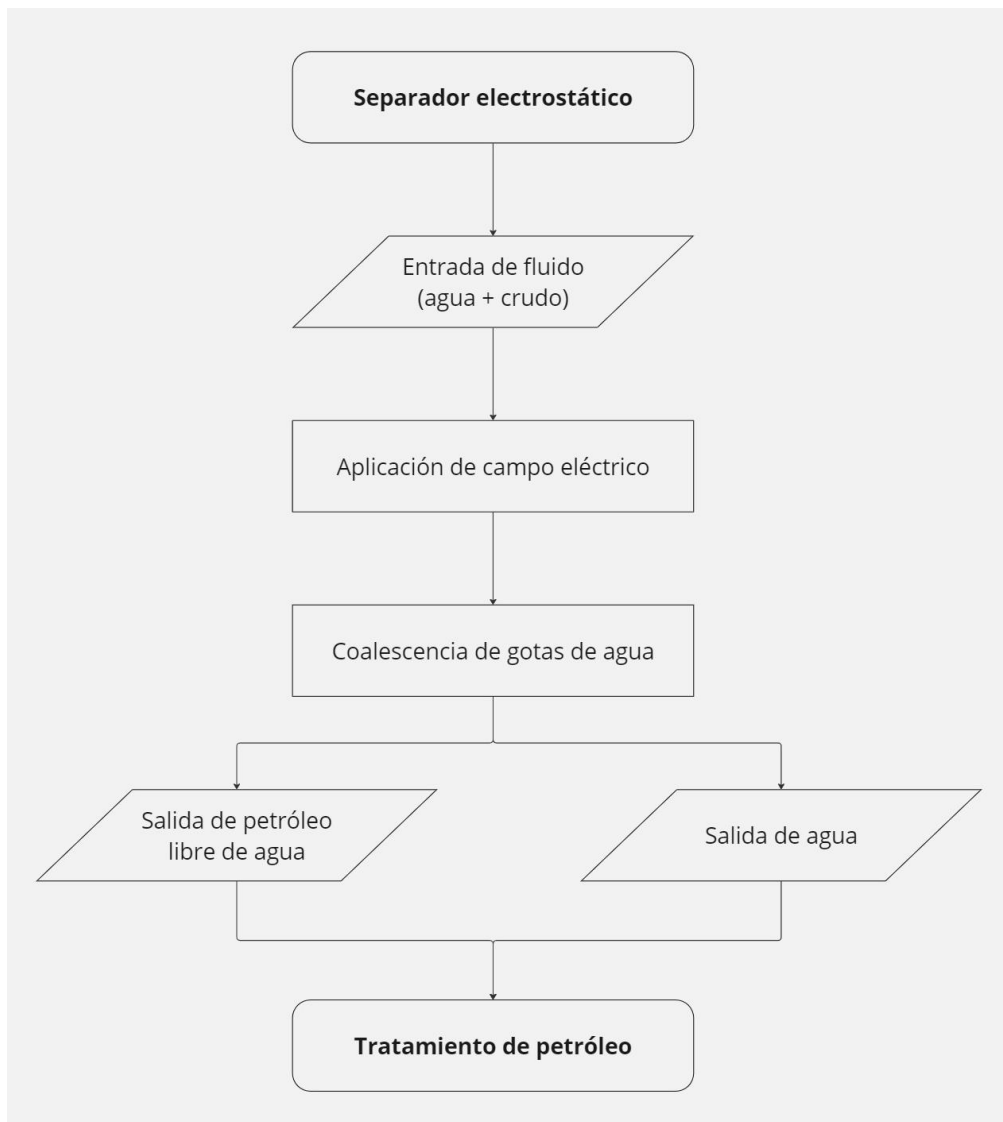 Separador electrostático
Entrada de fluido
(agua + crudo)
Aplicación de campo eléctrico
Coalescencia de gotas de agua
Salida de petróleo
libre de agua
Salida de agua
Tratamiento de petróleo